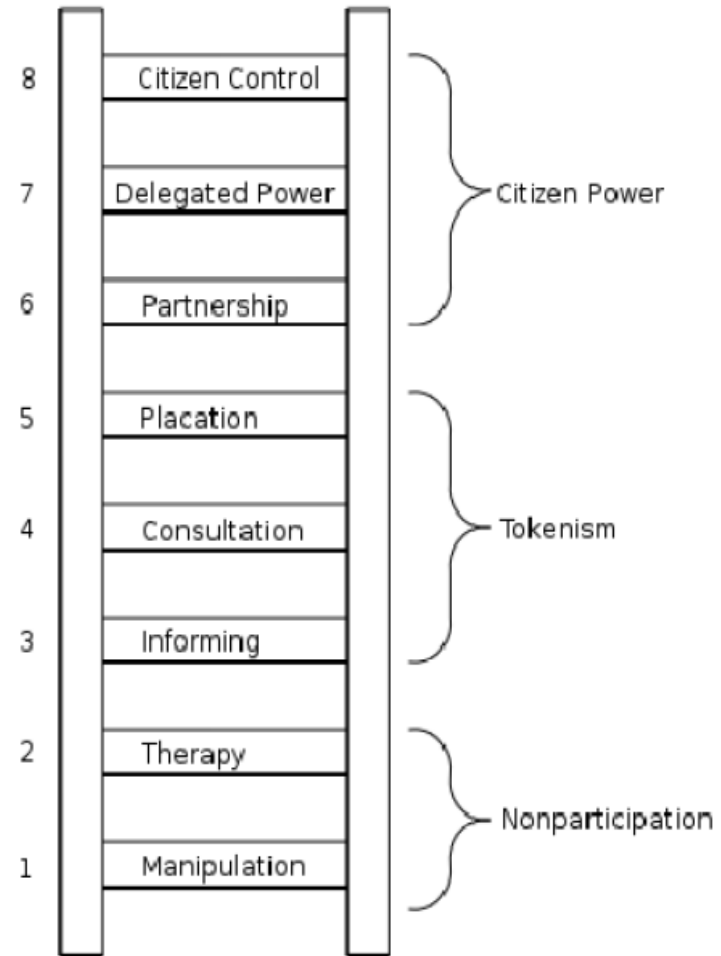 8 Citizen Control
7 Delegated Power
Citizen Power
6 Partnership
5 Placation
4 Consultation
Tokenism
3 Informing
2 Therapy
Nonparticipation
1 Manipulation